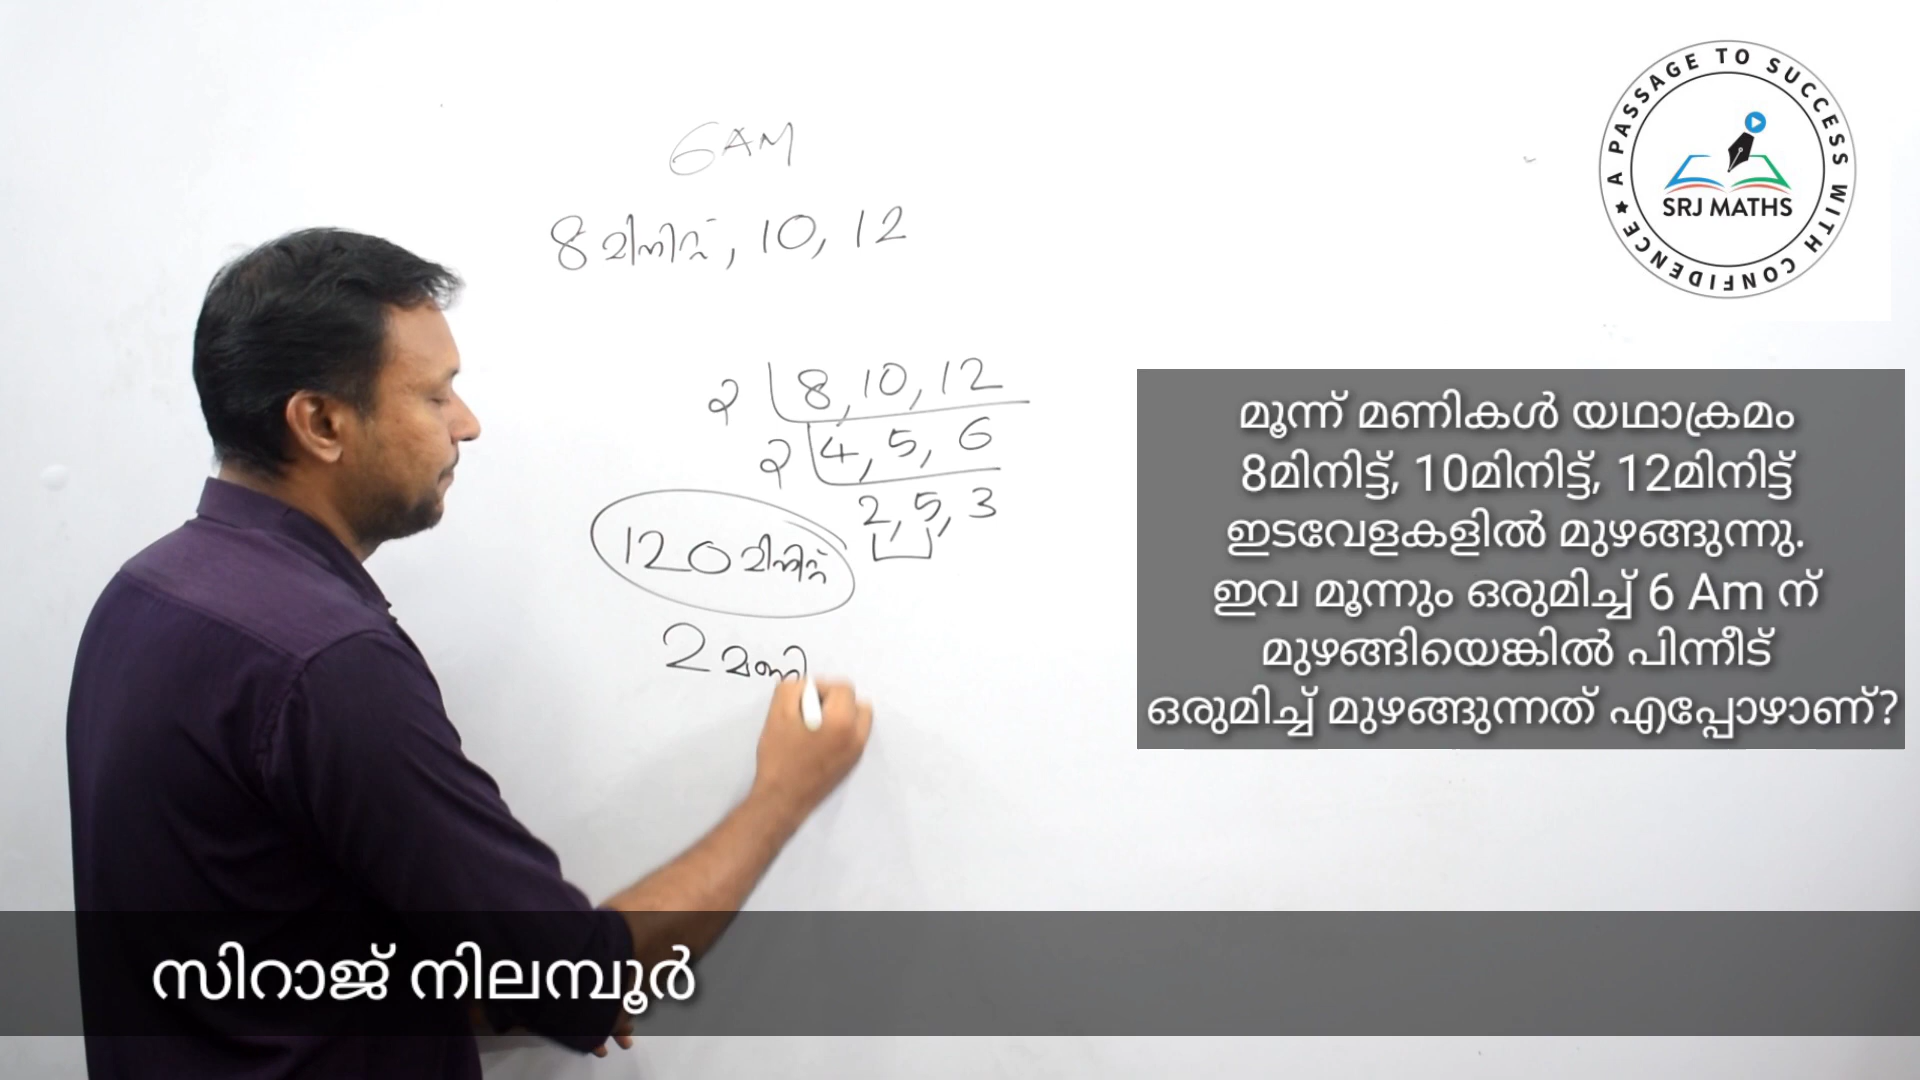 6AM
8 മിനിറ്റ്, 10, 12
2 8, 10, 12
2 4, 5, 6
2, 5, 3
120 മിനിറ്റ്
2 മണി
A PASSAGE TO SUCCESS WITH CONFIDENCE ★
SRJ MATHS
മൂന്ന് മണികൾ യഥാക്രമം
8മിനിട്ട്, 10മിനിട്ട്, 12മിനിട്ട്
ഇടവേളകളിൽ മുഴങ്ങുന്നു.
ഇവ മൂന്നും ഒരുമിച്ച് 6 Am ന്
മുഴങ്ങിയെങ്കിൽ പിന്നീട്
ഒരുമിച്ച് മുഴങ്ങുന്നത് എപ്പോഴാണ്?
സിറാജ് നിലമ്പൂർ